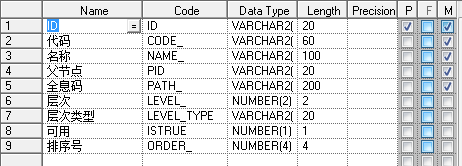 Name Code Data Type Length Precision P F M
1 ID = ID VARCHAR2( 20
2 代码 CODE_ VARCHAR2( 60
3 名称 NAME_ VARCHAR2( 100
4 父节点 PID VARCHAR2( 20
5 全息码 PATH_ VARCHAR2( 200
6 层次 LEVEL_ NUMBER(2) 2
7 层次类型 LEVEL_TYPE VARCHAR2( 20
8 可用 ISTRUE NUMBER(1) 1
9 排序号 ORDER_ NUMBER(4) 4